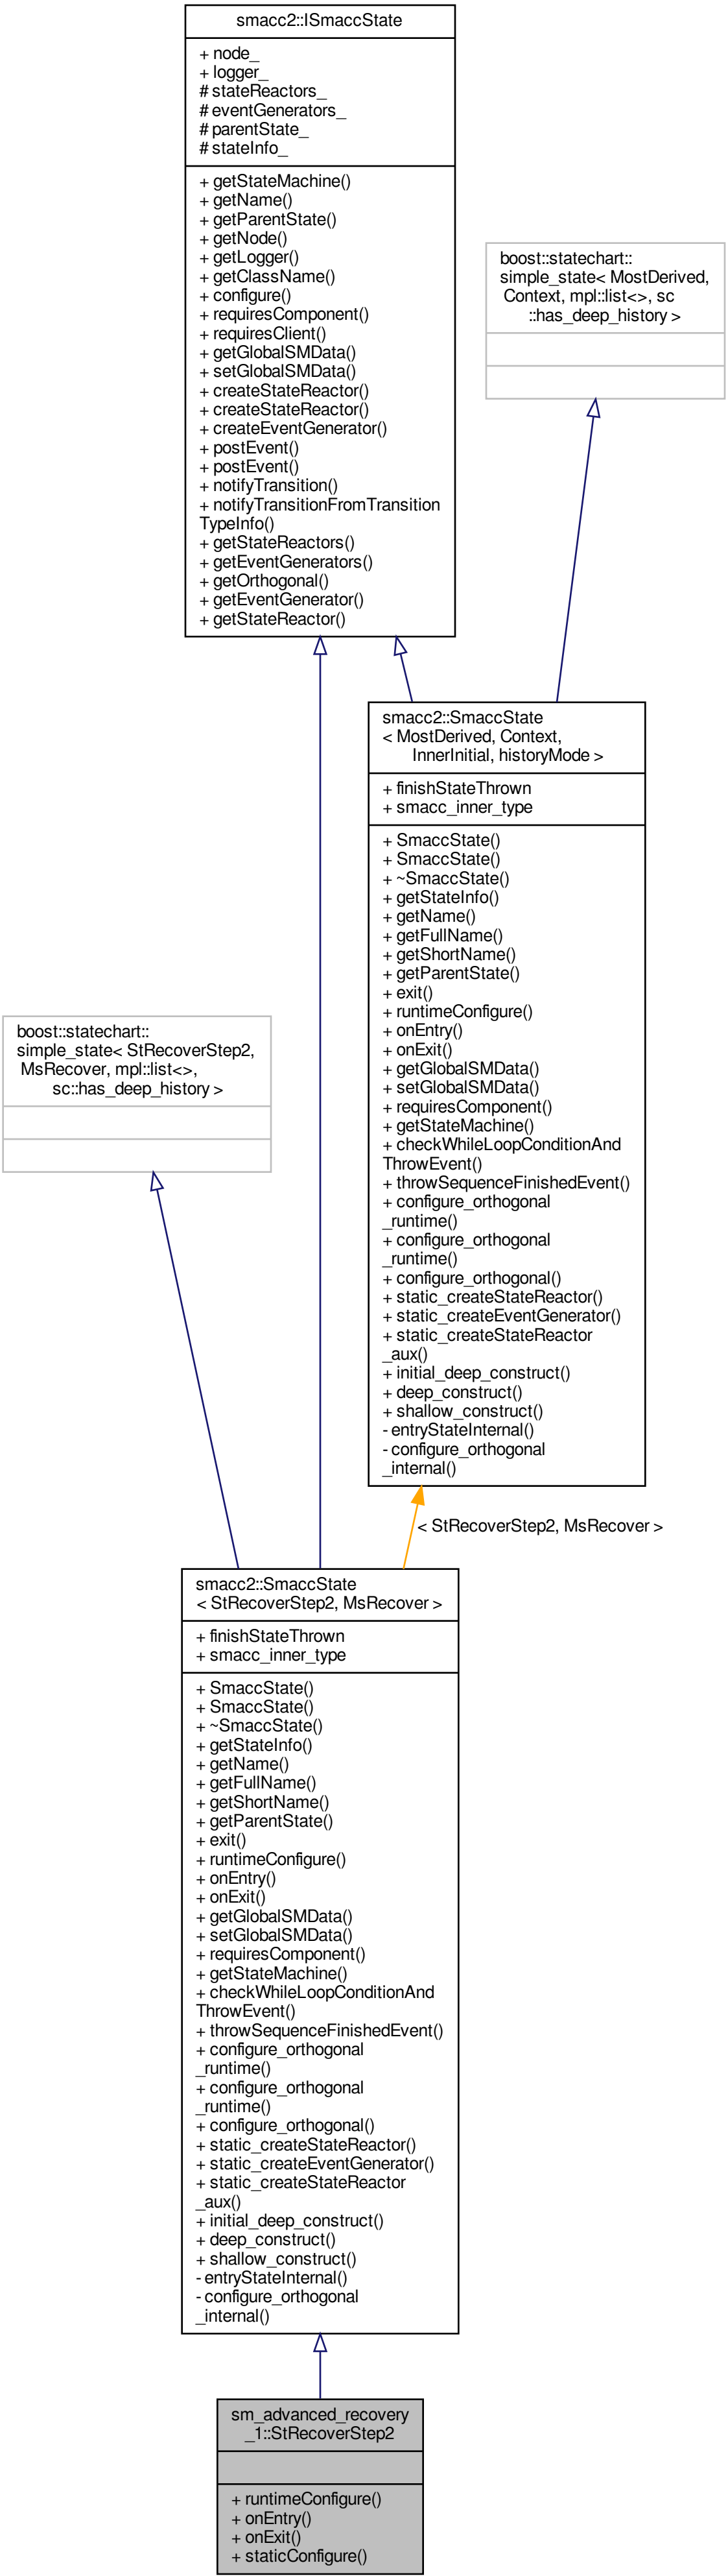 smacc2::ISmaccState
+ node_
+ logger_
# stateReactors_
# eventGenerators_
# parentState_
# stateInfo_
+ getStateMachine()
+ getName()
+ getParentState()
+ getNode()
+ getLogger()
+ getClassName()
+ configure()
+ requiresComponent()
+ requiresClient()
+ getGlobalSMData()
+ setGlobalSMData()
+ createStateReactor()
+ createStateReactor()
+ createEventGenerator()
+ postEvent()
+ postEvent()
+ notifyTransition()
+ notifyTransitionFromTransition
TypeInfo()
+ getStateReactors()
+ getEventGenerators()
+ getOrthogonal()
+ getEventGenerator()
+ getStateReactor()
boost::statechart::
simple_state< MostDerived,
Context, mpl::list<>, sc
::has_deep_history >
smacc2::SmaccState
< MostDerived, Context,
InnerInitial, historyMode >
+ finishStateThrown
+ smacc_inner_type
+ SmaccState()
+ SmaccState()
+ ~SmaccState()
+ getStateInfo()
+ getName()
+ getFullName()
+ getShortName()
+ getParentState()
+ exit()
+ runtimeConfigure()
+ onEntry()
+ onExit()
+ getGlobalSMData()
+ setGlobalSMData()
+ requiresComponent()
+ getStateMachine()
+ checkWhileLoopConditionAnd
ThrowEvent()
+ throwSequenceFinishedEvent()
+ configure_orthogonal
_runtime()
+ configure_orthogonal
_runtime()
+ configure_orthogonal()
+ static_createStateReactor()
+ static_createEventGenerator()
+ static_createStateReactor
_aux()
+ initial_deep_construct()
+ deep_construct()
+ shallow_construct()
- entryStateInternal()
- configure_orthogonal
_internal()
boost::statechart::
simple_state< StRecoverStep2,
MsRecover, mpl::list<>,
sc::has_deep_history >
< StRecoverStep2, MsRecover >
smacc2::SmaccState
< StRecoverStep2, MsRecover >
+ finishStateThrown
+ smacc_inner_type
+ SmaccState()
+ SmaccState()
+ ~SmaccState()
+ getStateInfo()
+ getName()
+ getFullName()
+ getShortName()
+ getParentState()
+ exit()
+ runtimeConfigure()
+ onEntry()
+ onExit()
+ getGlobalSMData()
+ setGlobalSMData()
+ requiresComponent()
+ getStateMachine()
+ checkWhileLoopConditionAnd
ThrowEvent()
+ throwSequenceFinishedEvent()
+ configure_orthogonal
_runtime()
+ configure_orthogonal
_runtime()
+ configure_orthogonal()
+ static_createStateReactor()
+ static_createEventGenerator()
+ static_createStateReactor
_aux()
+ initial_deep_construct()
+ deep_construct()
+ shallow_construct()
- entryStateInternal()
- configure_orthogonal
_internal()
sm_advanced_recovery
_1::StRecoverStep2
+ runtimeConfigure()
+ onEntry()
+ onExit()
+ staticConfigure()